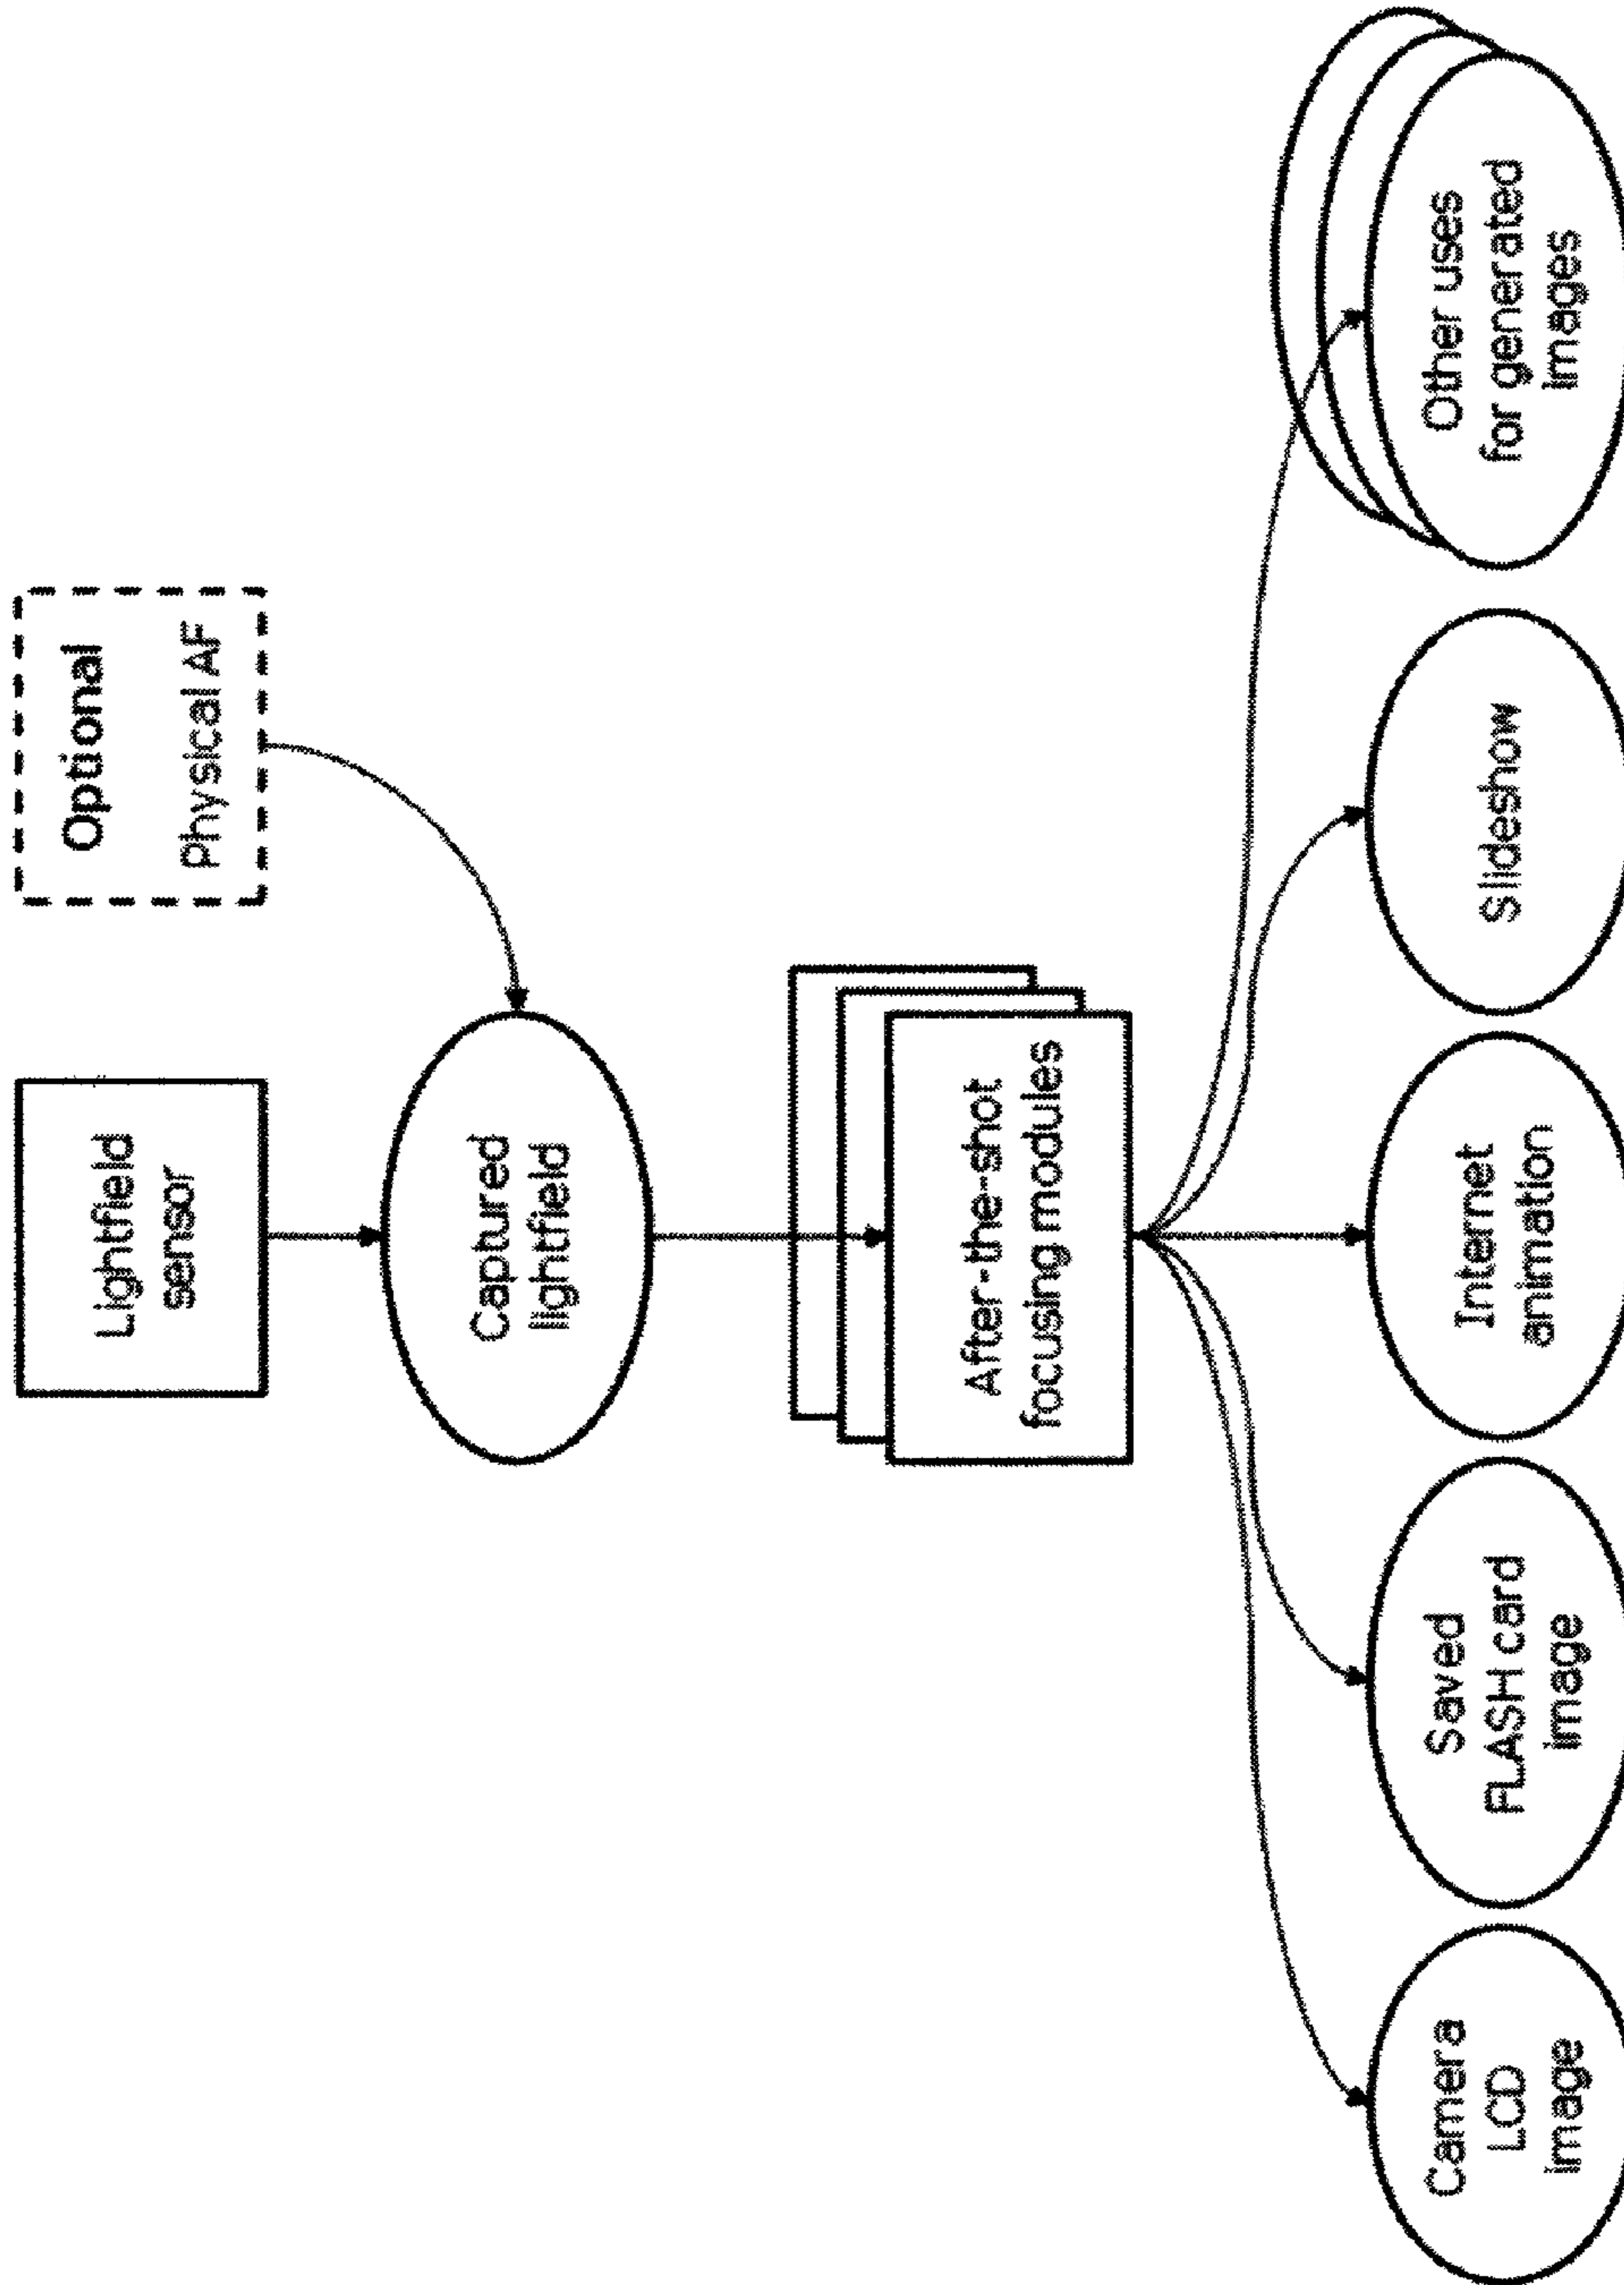 Lightfield
sensor
Optional
Physical AF
Captured
lightfield
After-the-shot
focusing modules
Camera
LCD
image
Saved
FLASH card
image
Internet
animation
Slideshow
Other uses
for generated
images